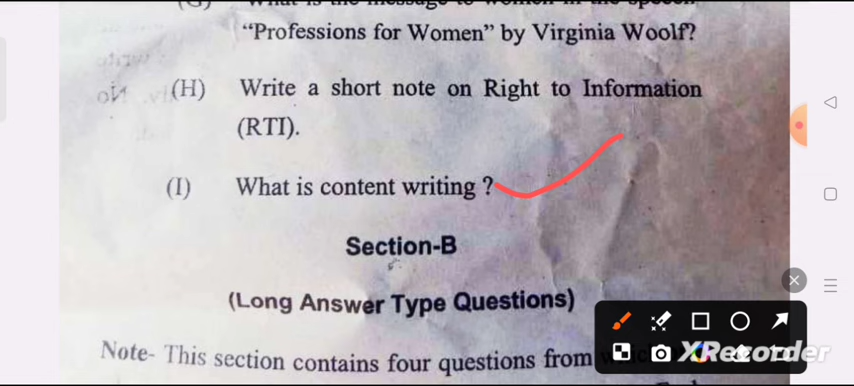 “Professions for Women” by Virginia Woolf?
(H) Write a short note on Right to Information
(RTI).
(I) What is content writing ?
Section-B
(Long Answer Type Questions)
Note- This section contains four questions from
XRecorder